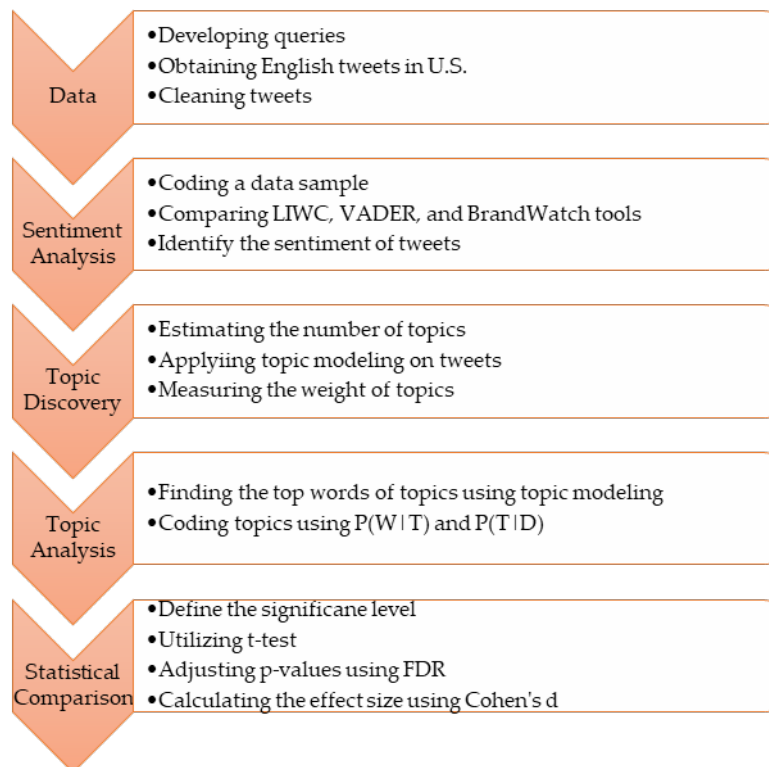 Data
•Developing queries
•Obtaining English tweets in U.S.
•Cleaning tweets
Sentiment
Analysis
•Coding a data sample
•Comparing LIWC, VADER, and BrandWatch tools
•Identify the sentiment of tweets
Topic
Discovery
•Estimating the number of topics
•Applyiing topic modeling on tweets
•Measuring the weight of topics
Topic
Analysis
•Finding the top words of topics using topic modeling
•Coding topics using P(W|T) and P(T|D)
Statistical
Comparison
•Define the significane level
•Utilizing t-test
•Adjusting p-values using FDR
•Calculating the effect size using Cohen's d